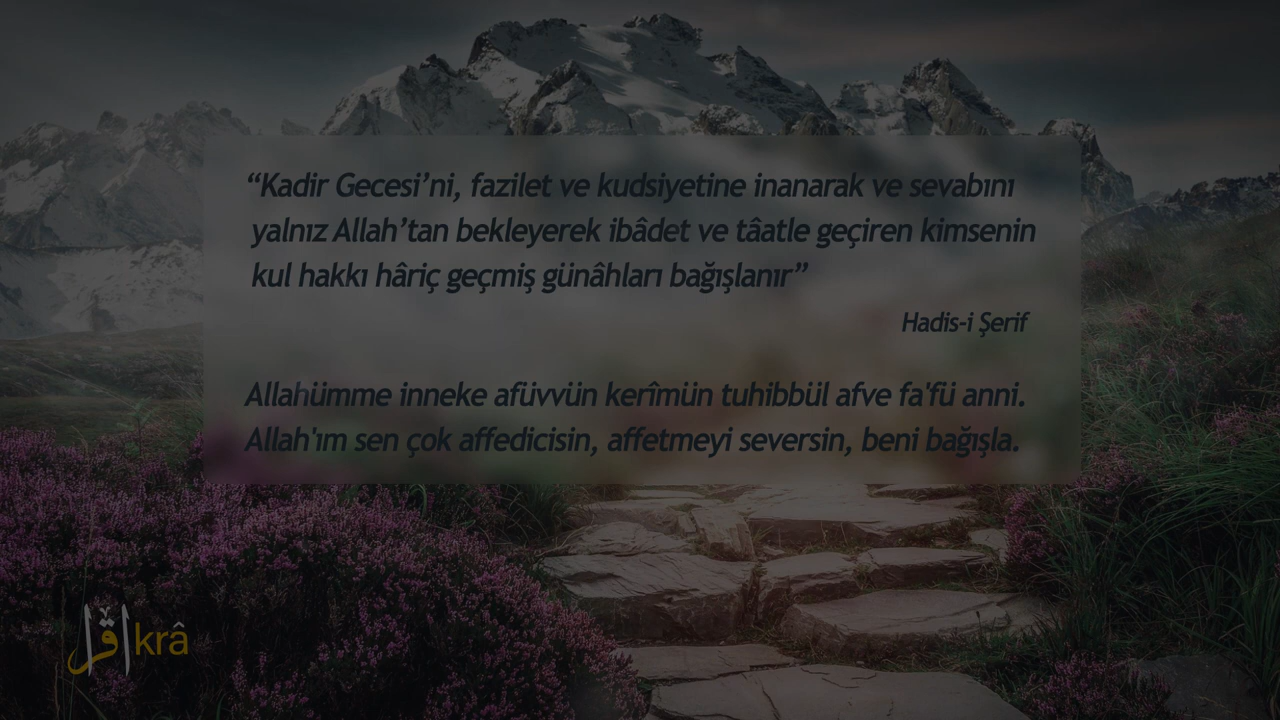 “Kadir Gecesi’ni, fazilet ve kudsiyetine inanarak ve sevabını
yalnız Allah’tan bekleyerek ibâdet ve tâatle geçiren kimsenin
kul hakkı hâriç geçmiş günâhları bağışlanır”
Hadis-i Şerif
Allahümme inneke afüvvün kerîmün tuhibbül afve fa'fü anni.
Allah'ım sen çok affedicisin, affetmeyi seversin, beni bağışla.
اقرأ krâ